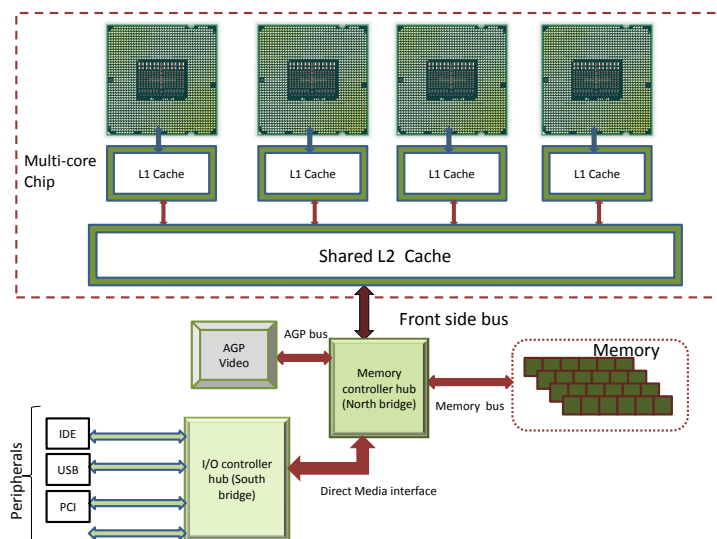 Multi-core
Chip
L1 Cache
L1 Cache
L1 Cache
L1 Cache
Shared L2 Cache
Front side bus
AGP bus
AGP
Video
Memory
controller hub
(North bridge)
Memory
Memory bus
Peripherals
IDE
USB
PCI
I/O controller
hub (South
bridge)
Direct Media interface